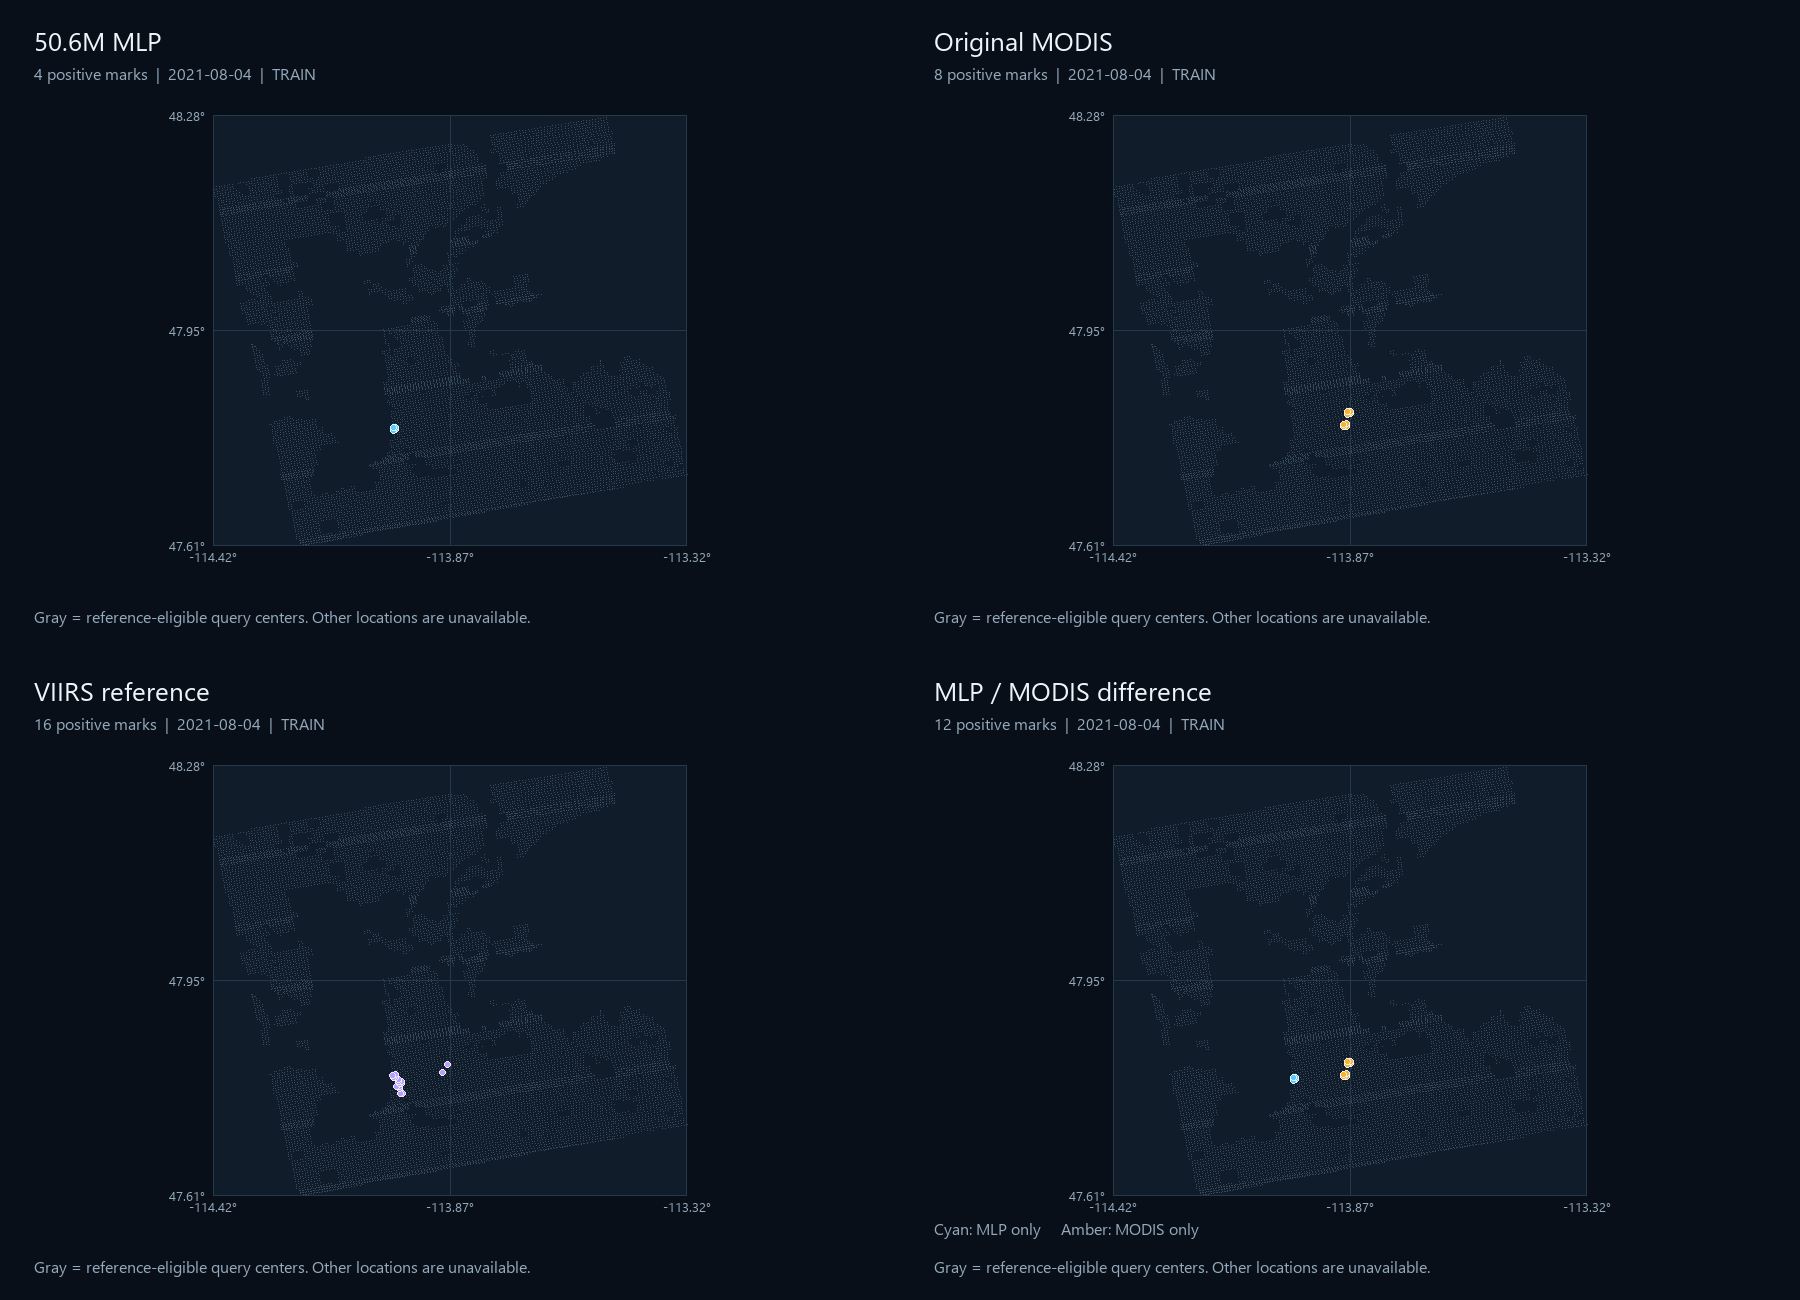 50.6M MLP
4 positive marks | 2021-08-04 | TRAIN
48.28°
47.95°
47.61°
-114.42°
-113.87°
-113.32°
Gray = reference-eligible query centers. Other locations are unavailable.
Original MODIS
8 positive marks | 2021-08-04 | TRAIN
48.28°
47.95°
47.61°
-114.42°
-113.87°
-113.32°
Gray = reference-eligible query centers. Other locations are unavailable.
VIIRS reference
16 positive marks | 2021-08-04 | TRAIN
48.28°
47.95°
47.61°
-114.42°
-113.87°
-113.32°
Gray = reference-eligible query centers. Other locations are unavailable.
MLP / MODIS difference
12 positive marks | 2021-08-04 | TRAIN
48.28°
47.95°
47.61°
-114.42°
-113.87°
-113.32°
Cyan: MLP only Amber: MODIS only
Gray = reference-eligible query centers. Other locations are unavailable.